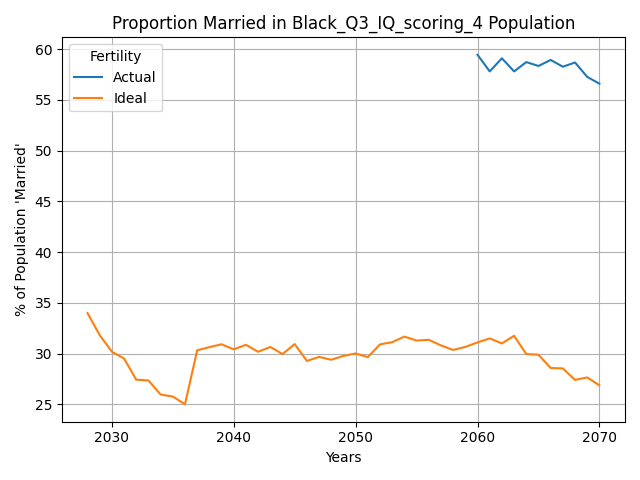 Proportion Married in Black_Q3_IQ_scoring_4 Population
Fertility
Actual
Ideal
% of Population 'Married'
60
55
50
45
40
35
30
25
2030
2040
2050
2060
2070
Years